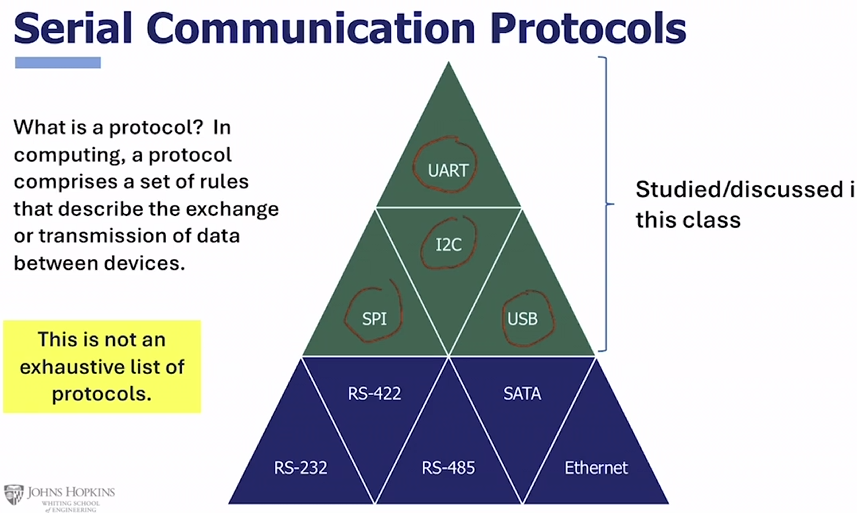 Serial Communication Protocols
What is a protocol? In
computing, a protocol
comprises a set of rules
that describe the exchange
or transmission of data
between devices.
This is not an
exhaustive list of
protocols.
UART
I2C
SPI
USB
RS-422
SATA
RS-232
RS-485
Ethernet
Studied/discussed i
this class
JOHNS HOPKINS
WHITING SCHOOL
of ENGINEERING